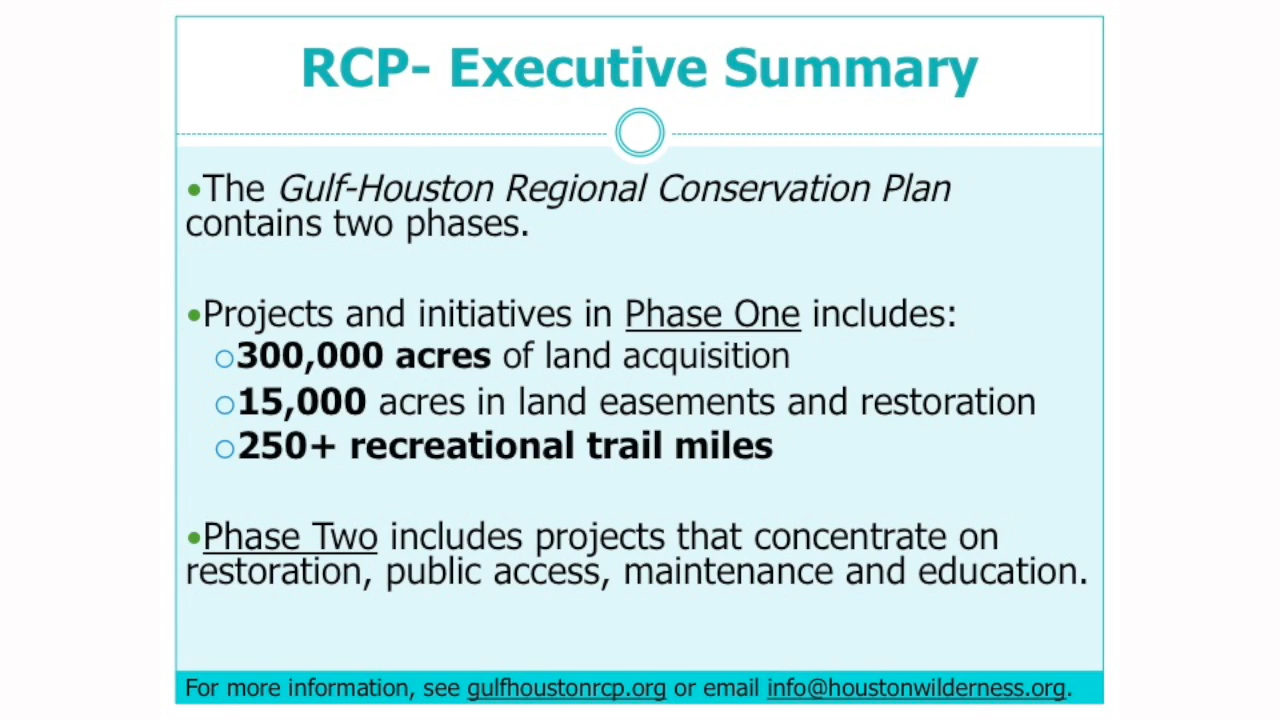 RCP- Executive Summary
•The Gulf-Houston Regional Conservation Plan
contains two phases.
•Projects and initiatives in Phase One includes:
o300,000 acres of land acquisition
o15,000 acres in land easements and restoration
o250+ recreational trail miles
•Phase Two includes projects that concentrate on
restoration, public access, maintenance and education.
For more information, see gulfhoustonrcp.org or email info@houstonwilderness.org.